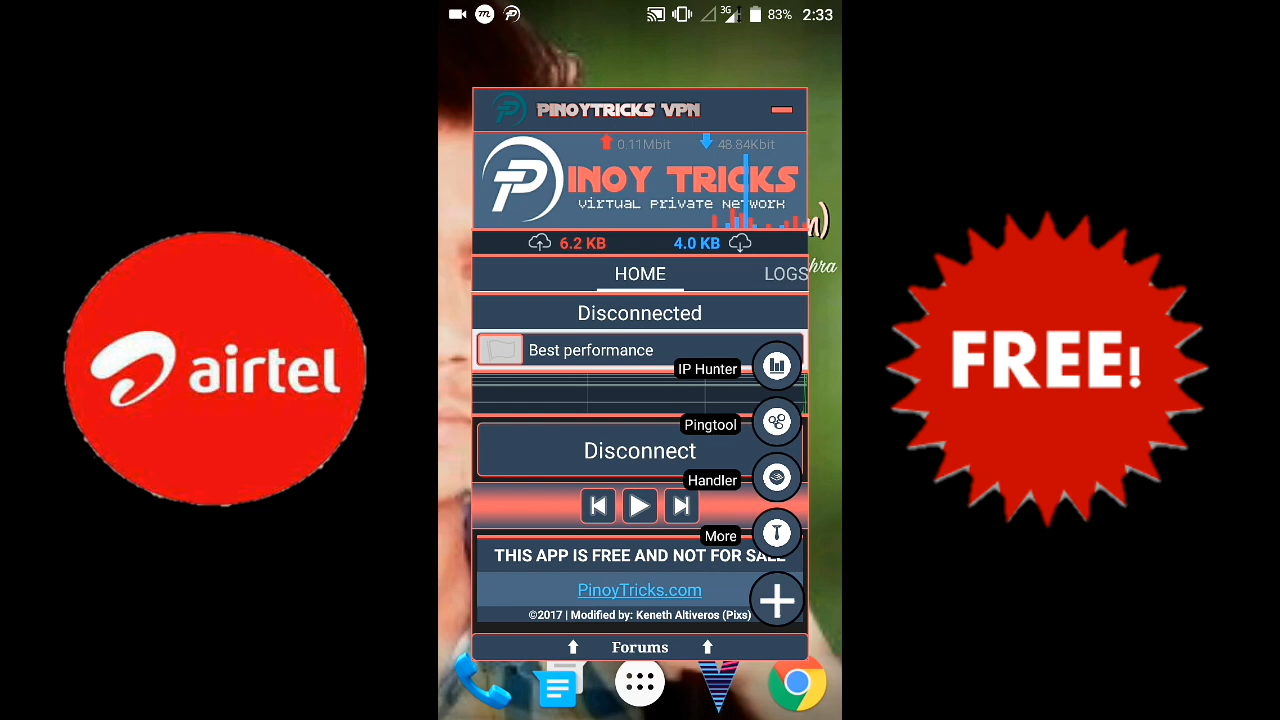 3G 83% 2:33
PINOYTRICKS VPN
0.11Mbit 48.84Kbit
PINOY TRICKS
virtual private network
6.2 KB 4.0 KB
HOME LOGS
Disconnected
Best performance
IP Hunter
Pingtool
Disconnect
Handler
More
THIS APP IS FREE AND NOT FOR SALE
PinoyTricks.com
©2017 | Modified by: Keneth Altiveros (Pixs)
Forums
airtel
FREE!